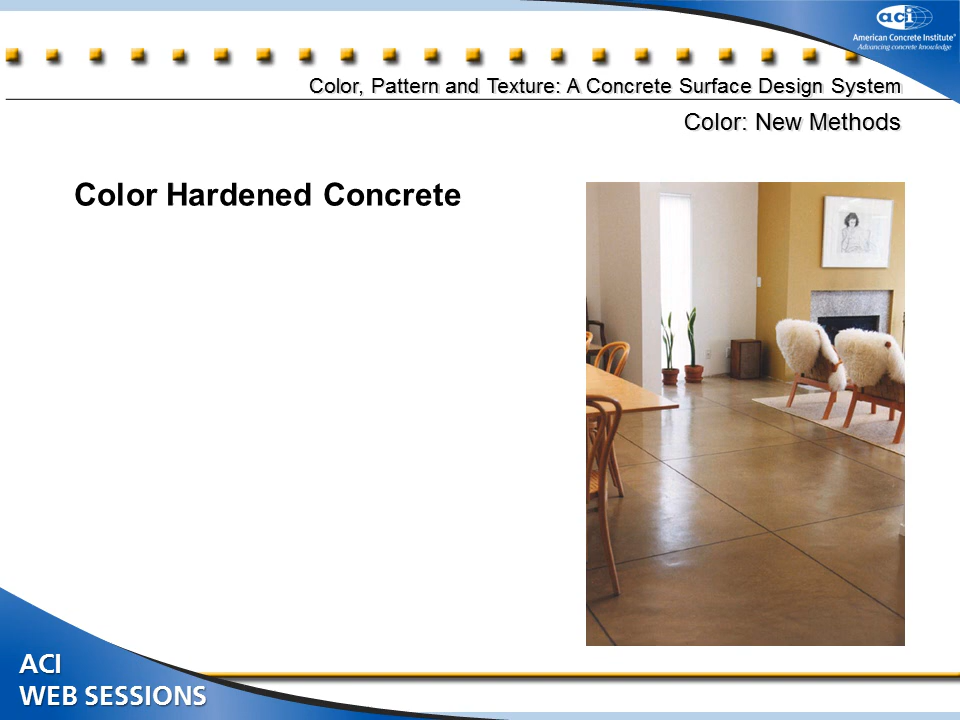 aci
American Concrete Institute®
Advancing concrete knowledge
Color, Pattern and Texture: A Concrete Surface Design System
Color: New Methods
Color Hardened Concrete
ACI
WEB SESSIONS